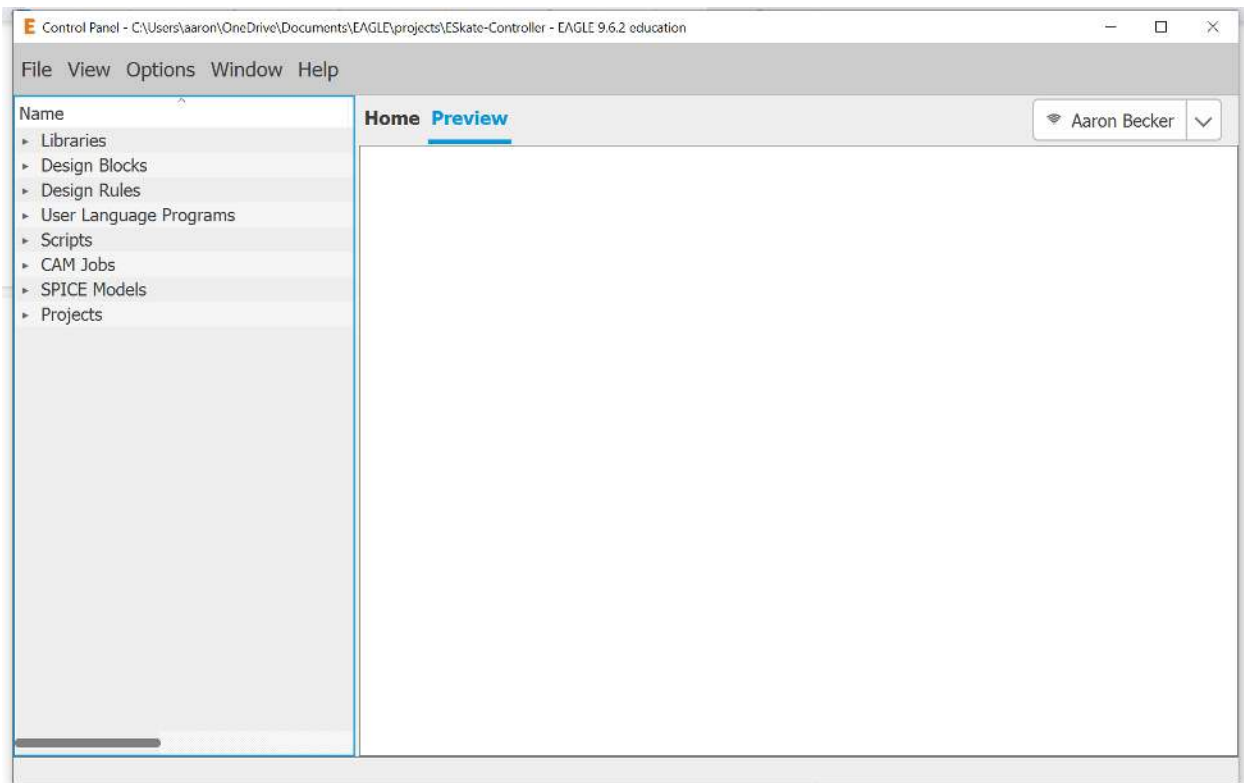 Control Panel - C:\Users\aaron\OneDrive\Documents\EAGLE\projects\ESkate-Controller - EAGLE 9.6.2 education
File View Options Window Help
Name
Home Preview
Aaron Becker
Libraries
Design Blocks
Design Rules
User Language Programs
Scripts
CAM Jobs
SPICE Models
Projects